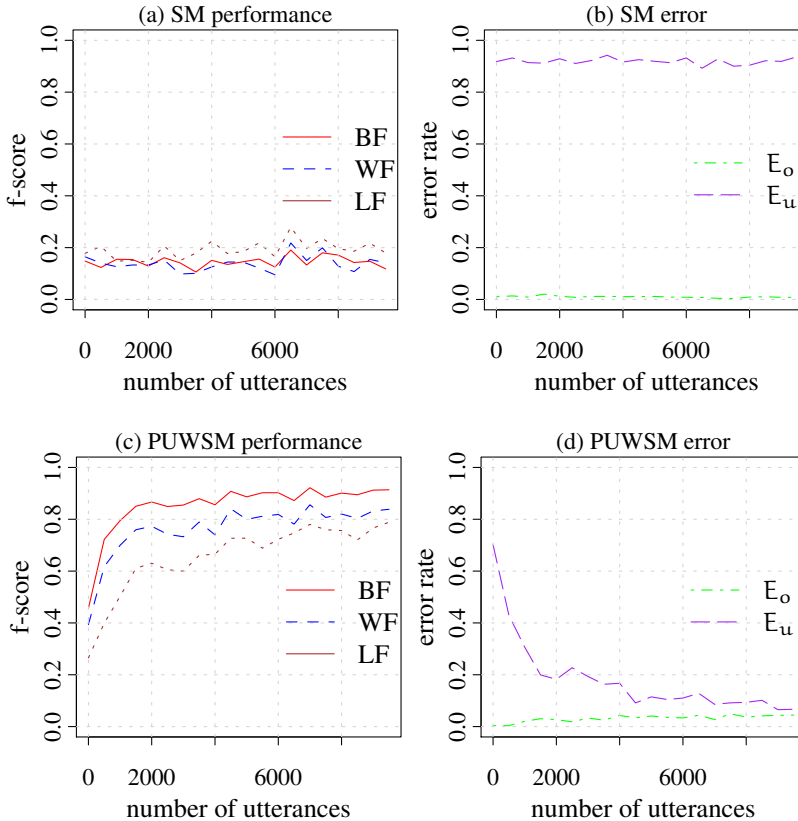 (a) SM performance
f-score
0.0 0.2 0.4 0.6 0.8 1.0
BF
WF
LF
0 2000 6000
number of utterances
(b) SM error
error rate
0.0 0.2 0.4 0.6 0.8 1.0
E_o
E_u
0 2000 6000
number of utterances
(c) PUWSM performance
f-score
0.0 0.2 0.4 0.6 0.8 1.0
BF
WF
LF
0 2000 6000
number of utterances
(d) PUWSM error
error rate
0.0 0.2 0.4 0.6 0.8 1.0
E_o
E_u
0 2000 6000
number of utterances